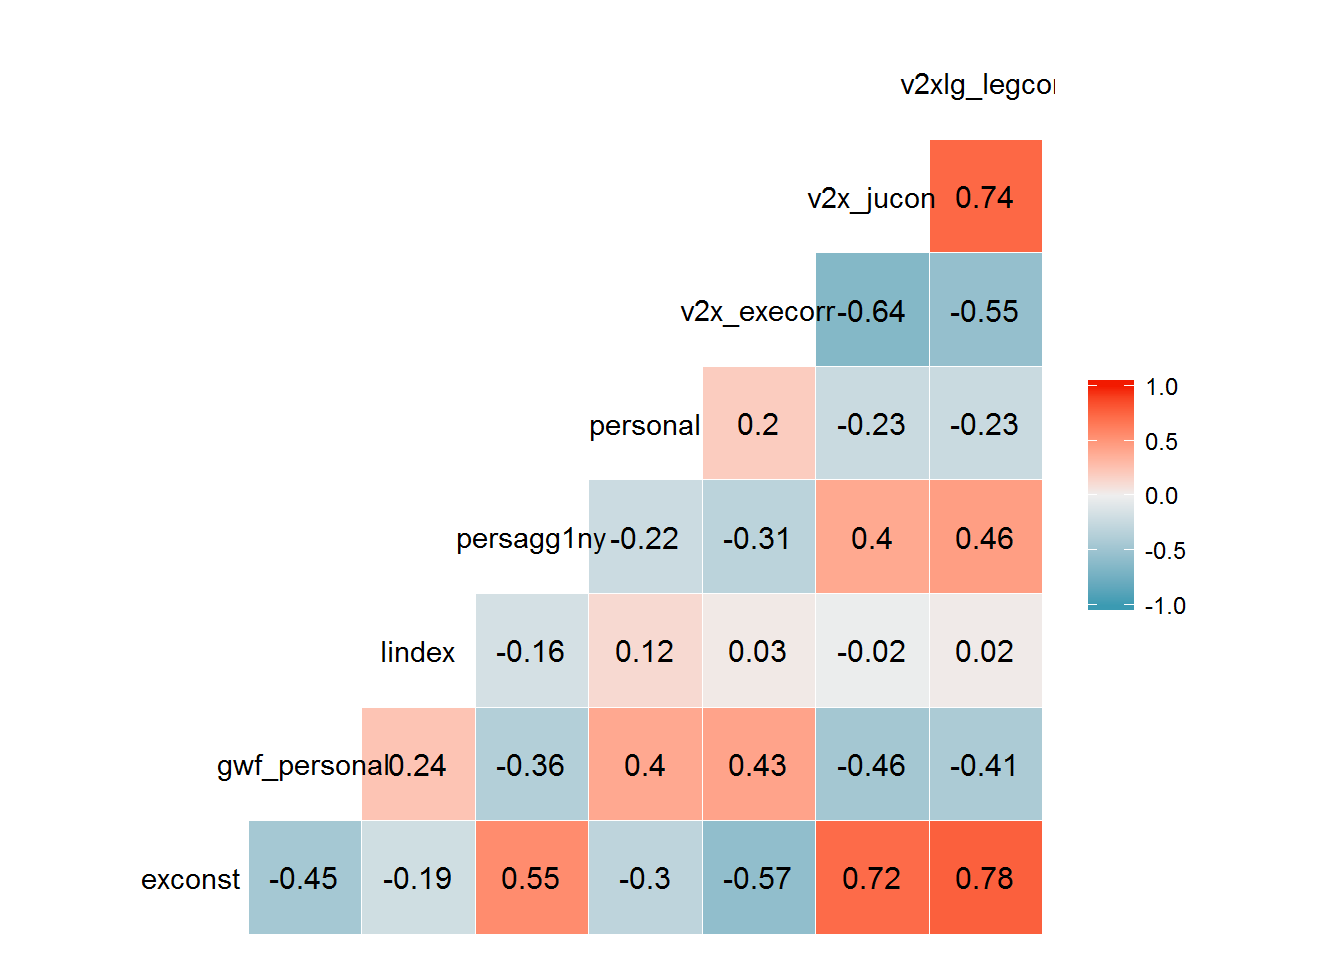 v2xlg_legcor
v2x_jucon 0.74
v2x_execorr -0.64 -0.55
personal 0.2 -0.23 -0.23
persagg1ny -0.22 -0.31 0.4 0.46
lindex -0.16 0.12 0.03 -0.02 0.02
gwf_personal 0.24 -0.36 0.4 0.43 -0.46 -0.41
exconst -0.45 -0.19 0.55 -0.3 -0.57 0.72 0.78
1.0
0.5
0.0
-0.5
-1.0